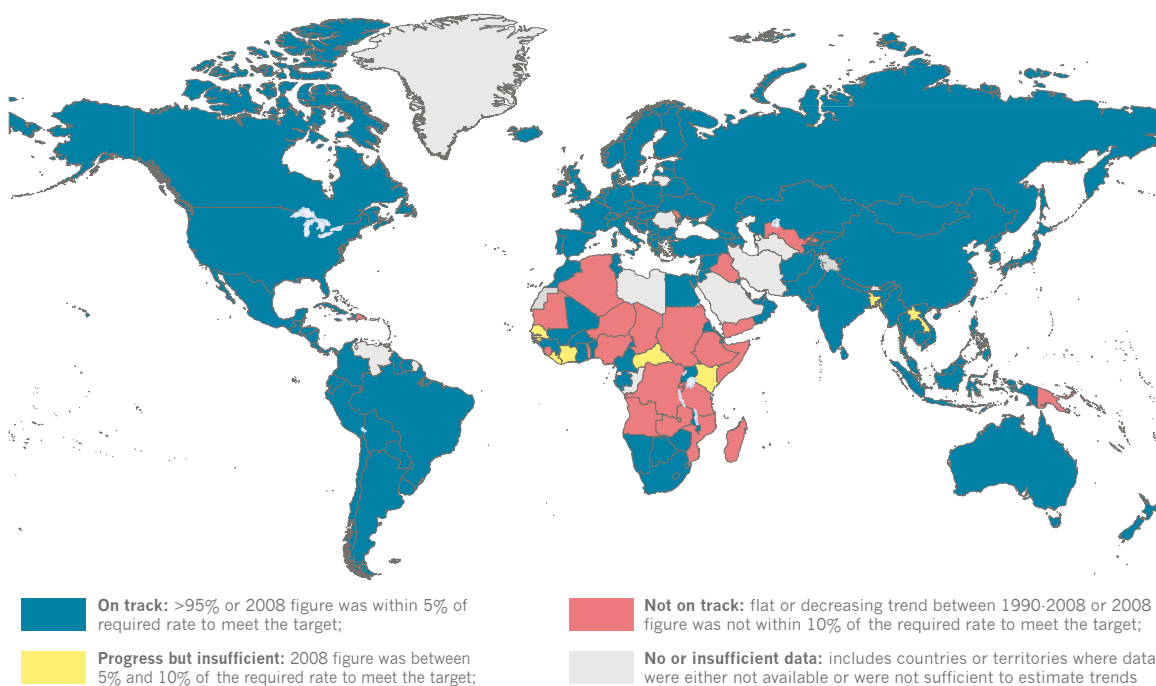 On track: >95% or 2008 figure was within 5% of
required rate to meet the target;
Progress but insufficient: 2008 figure was between
5% and 10% of the required rate to meet the target;
Not on track: flat or decreasing trend between 1990-2008 or 2008
figure was not within 10% of the required rate to meet the target;
No or insufficient data: includes countries or territories where data
were either not available or were not sufficient to estimate trends